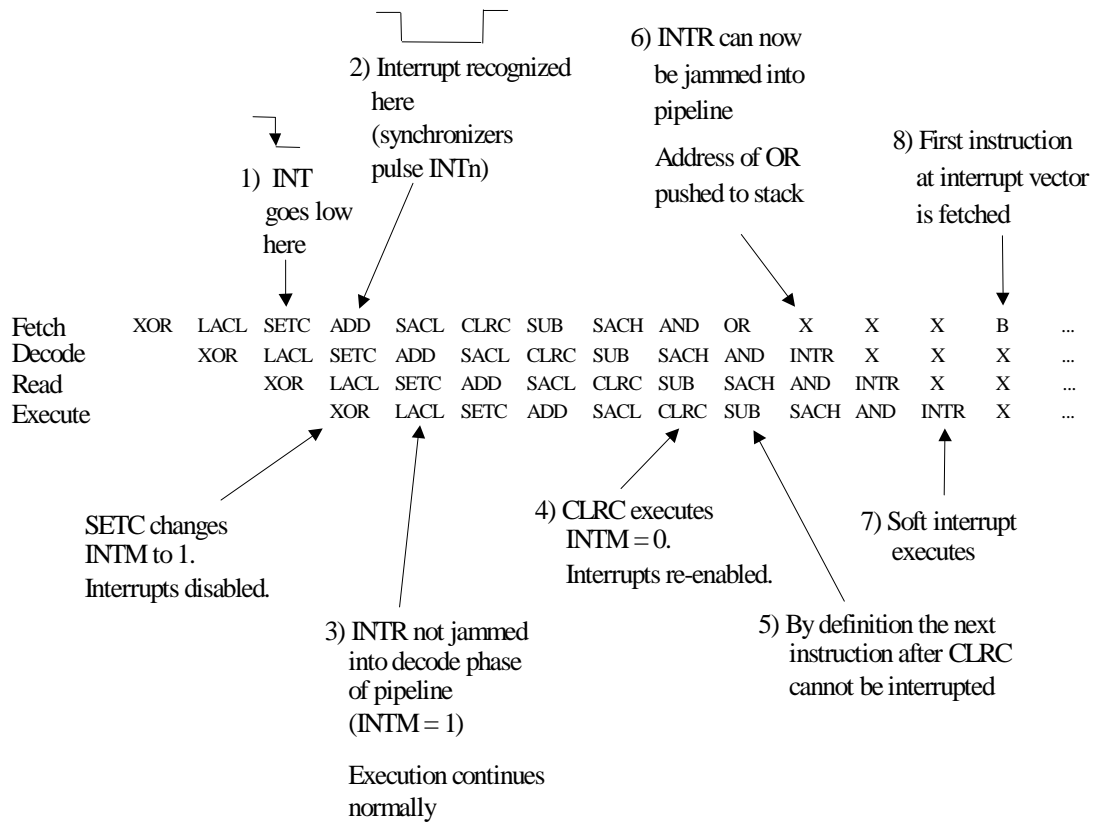 2) Interrupt recognized
here
(synchronizers
pulse INTn)
6) INTR can now
be jammed into
pipeline
Address of OR
pushed to stack
8) First instruction
at interrupt vector
is fetched
1) INT
goes low
here
Fetch XOR LACL SETC ADD SACL CLRC SUB SACH AND OR X X X B ...
Decode XOR LACL SETC ADD SACL CLRC SUB SACH AND INTR X X X ...
Read XOR LACL SETC ADD SACL CLRC SUB SACH AND INTR X X ...
Execute XOR LACL SETC ADD SACL CLRC SUB SACH AND INTR X ...
SETC changes
INTM to 1.
Interrupts disabled.
3) INTR not jammed
into decode phase
of pipeline
(INTM = 1)
Execution continues
normally
4) CLRC executes
INTM = 0.
Interrupts re-enabled.
5) By definition the next
instruction after CLRC
cannot be interrupted
7) Soft interrupt
executes